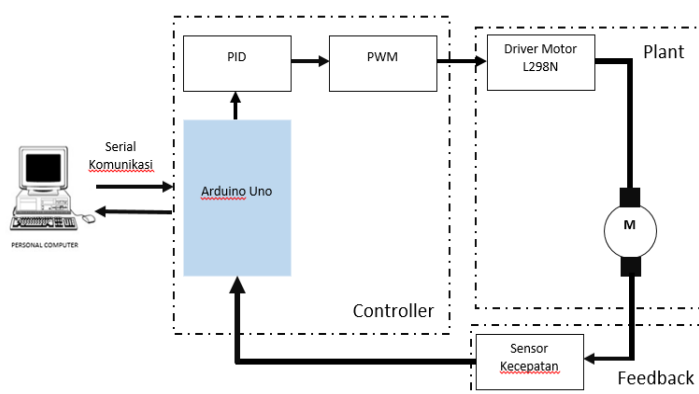 PID
PWM
Driver Motor
L298N
Plant
Serial
Komunikasi
Arduino Uno
PERSONAL COMPUTER
M
Controller
Sensor
Kecepatan
Feedback